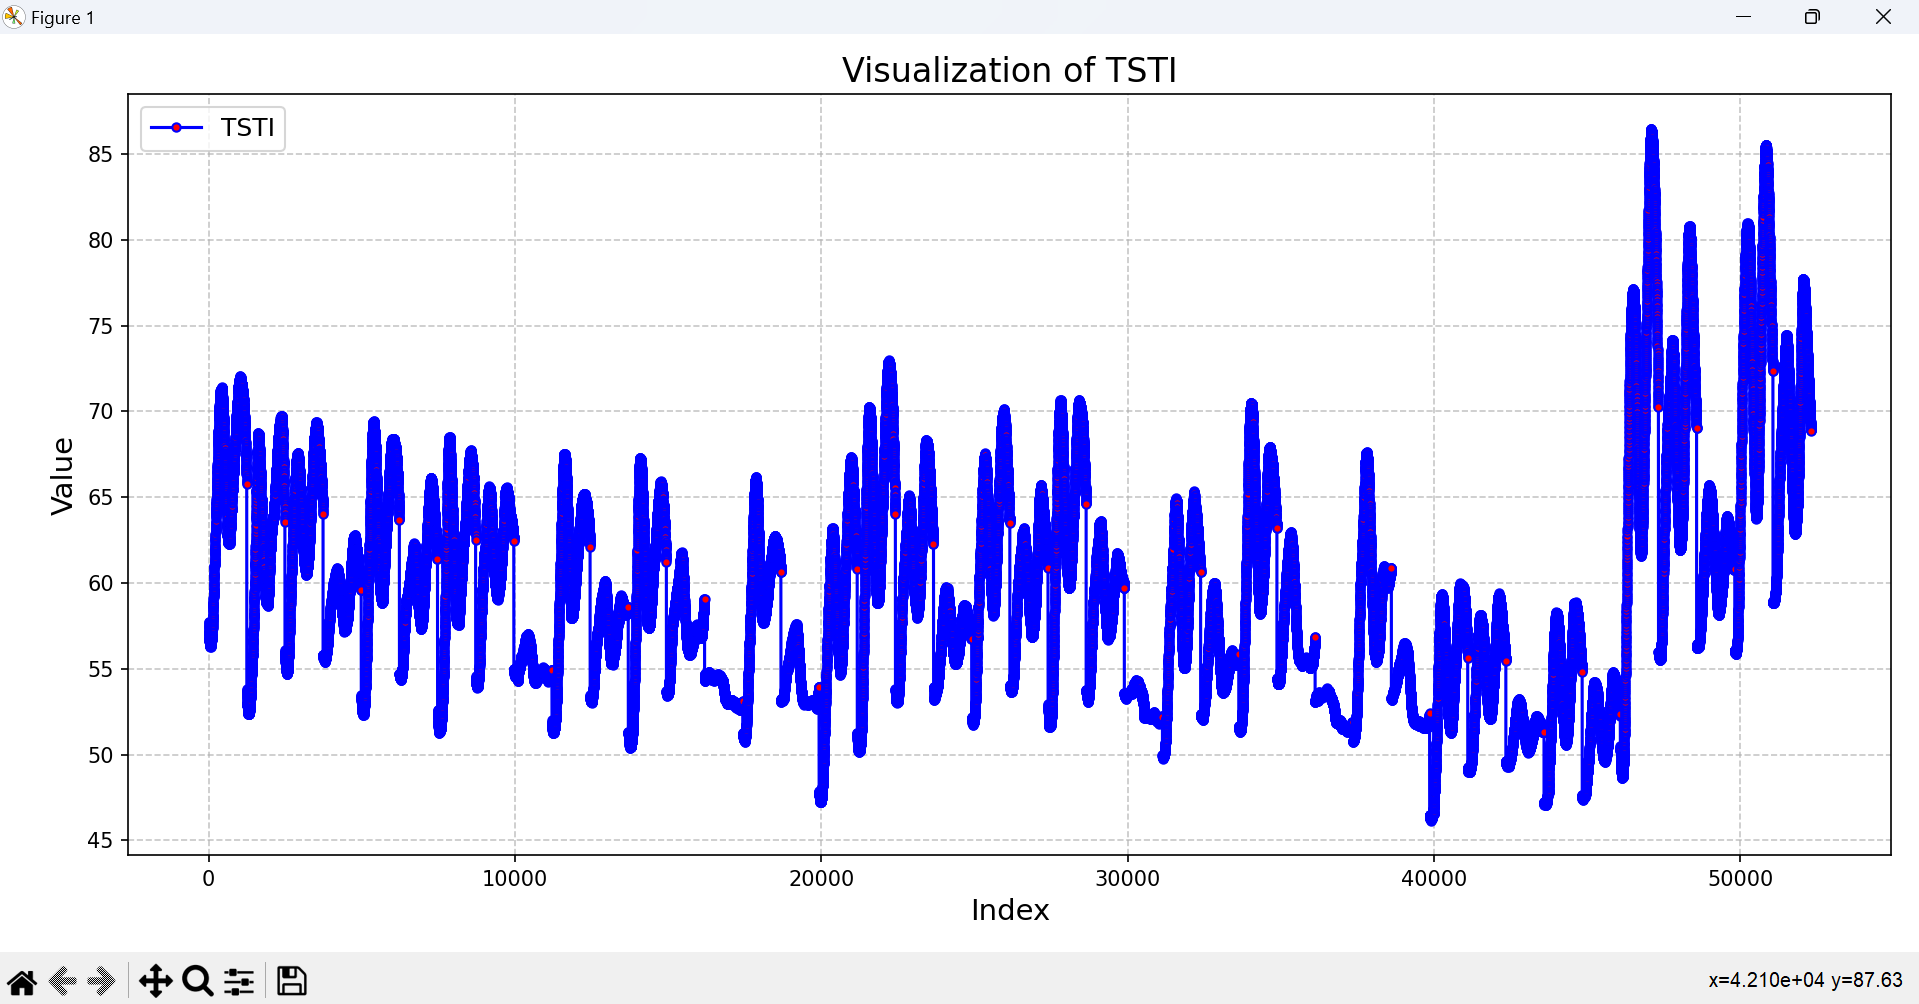 Figure 1
Visualization of TSTI
TSTI
Value
85
80
75
70
65
60
55
50
45
0 10000 20000 30000 40000 50000
Index
x=4.210e+04 y=87.63